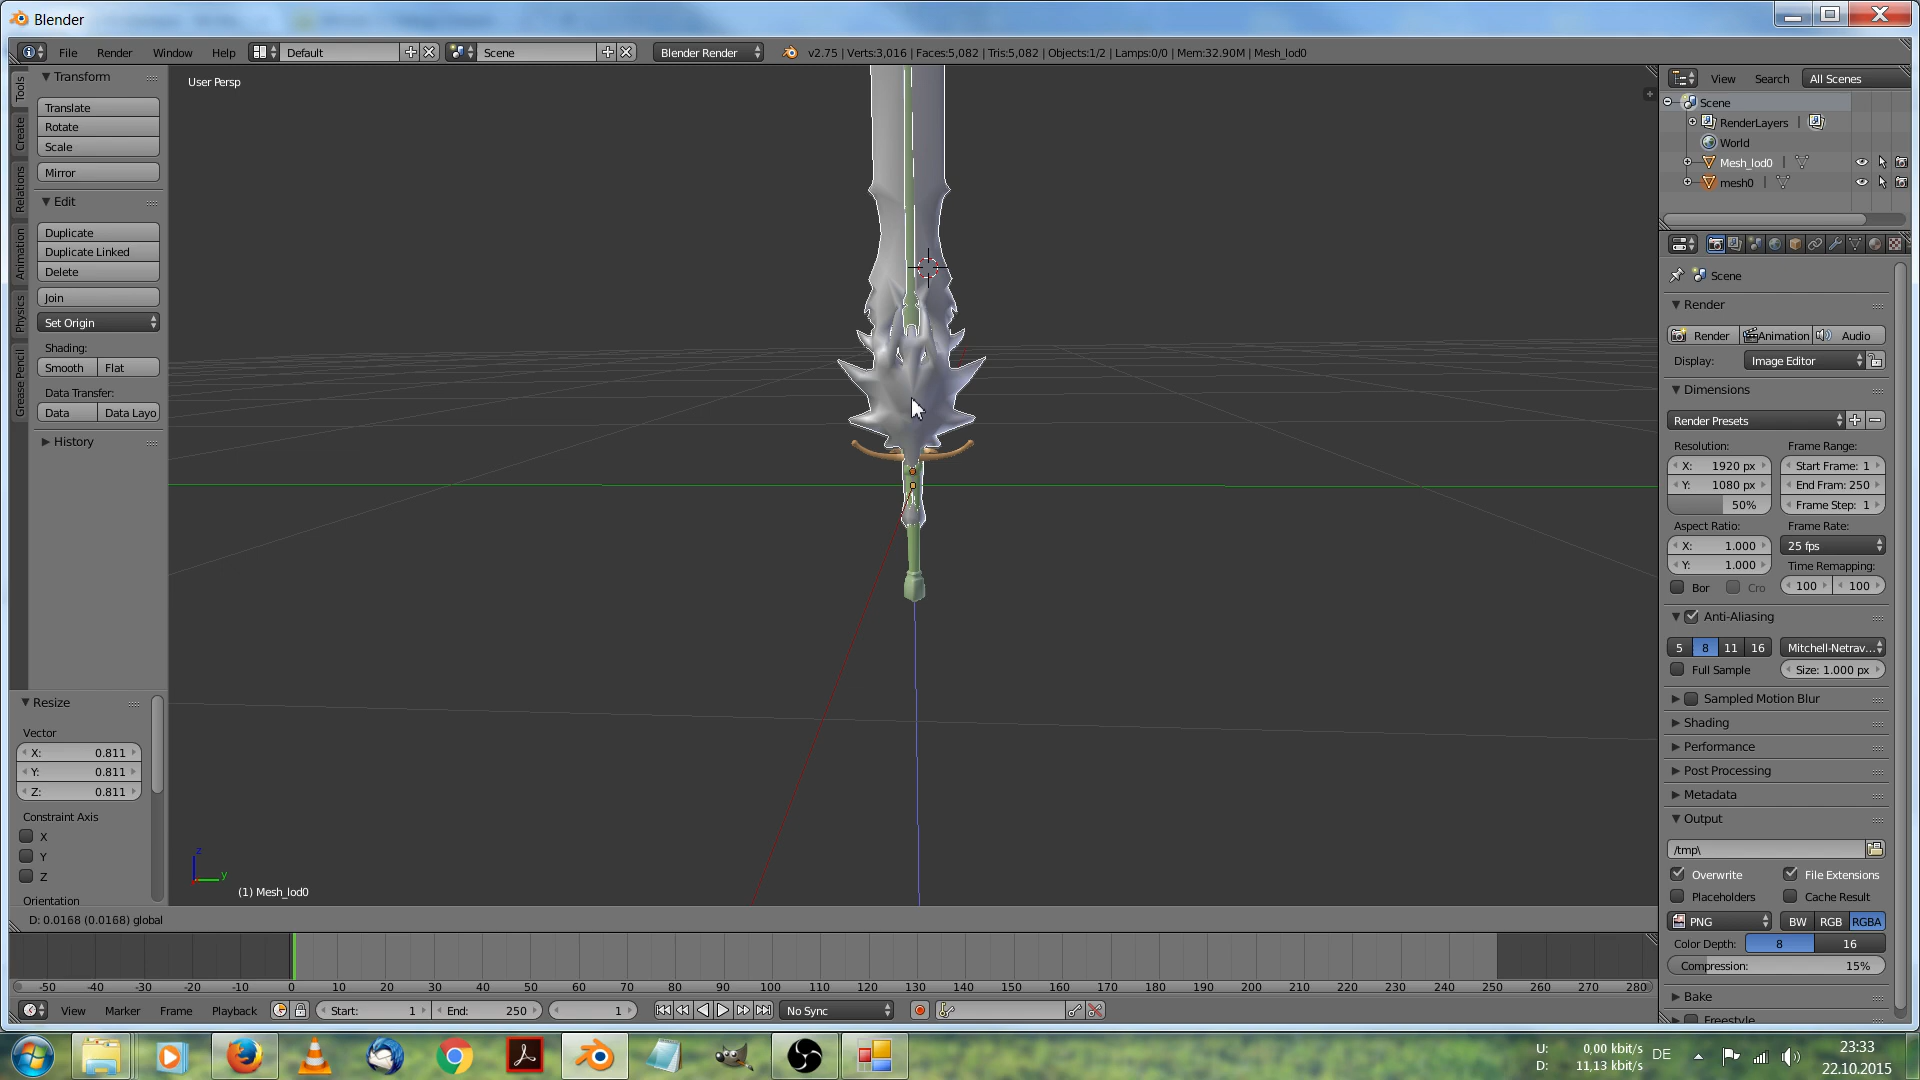 Blender
File Render Window Help Default Scene Blender Render v2.75 | Verts:3,016 | Faces:5,082 | Tris:5,082 | Objects:1/2 | Lamps:0/0 | Mem:32.90M | Mesh_lod0
Tools
Create
Relations
Animation
Physics
Grease Pencil
Transform
Translate
Rotate
Scale
Mirror
Edit
Duplicate
Duplicate Linked
Delete
Join
Set Origin
Shading:
Smooth Flat
Data Transfer:
Data Data Layo
History
Resize
Vector
X: 0.811
Y: 0.811
Z: 0.811
Constraint Axis
X
Y
Z
Orientation
User Persp
z
y
(1) Mesh_lod0
D: 0.0168 (0.0168) global
View Search All Scenes
Scene
RenderLayers |
World
Mesh_lod0 |
mesh0 |
Scene
Render
Render Animation Audio
Display: Image Editor
Dimensions
Render Presets
Resolution: Frame Range:
X: 1920 px Start Frame: 1
Y: 1080 px End Fram: 250
50% Frame Step: 1
Aspect Ratio: Frame Rate:
X: 1.000 25 fps
Y: 1.000 Time Remapping:
Bor Cro 100 100
Anti-Aliasing
5 8 11 16 Mitchell-Netrav...
Full Sample Size: 1.000 px
Sampled Motion Blur
Shading
Performance
Post Processing
Metadata
Output
/tmp\
Overwrite File Extensions
Placeholders Cache Result
PNG BW RGB RGBA
Color Depth: 8 16
Compression: 15%
Bake
Freestyle
-50 -40 -30 -20 -10 0 10 20 30 40 50 60 70 80 90 100 110 120 130 140 150 160 170 180 190 200 210 220 230 240 250 260 270 280
View Marker Frame Playback Start: 1 End: 250 1 No Sync
U: 0,00 kbit/s
D: 11,13 kbit/s
DE
23:33
22.10.2015